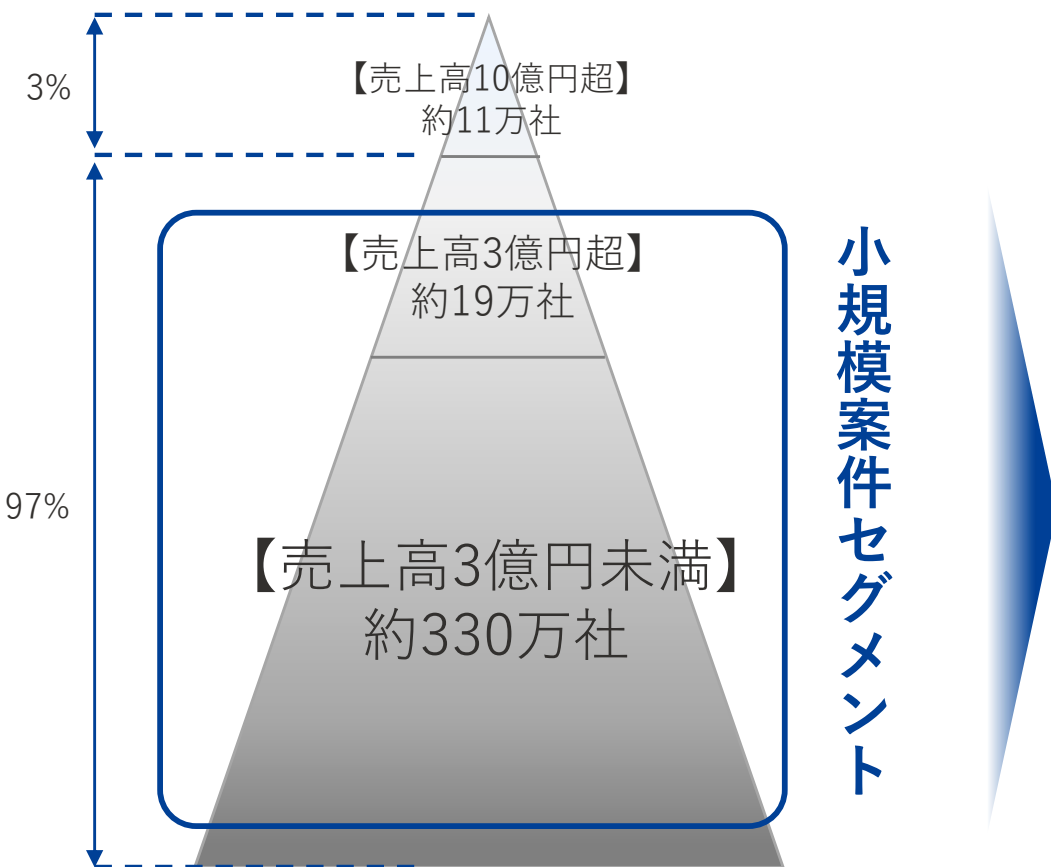 3%
【売上高10億円超】
約11万社
【売上高3億円超】
約19万社
97%
【売上高3億円未満】
約330万社
小規模案件セグメント